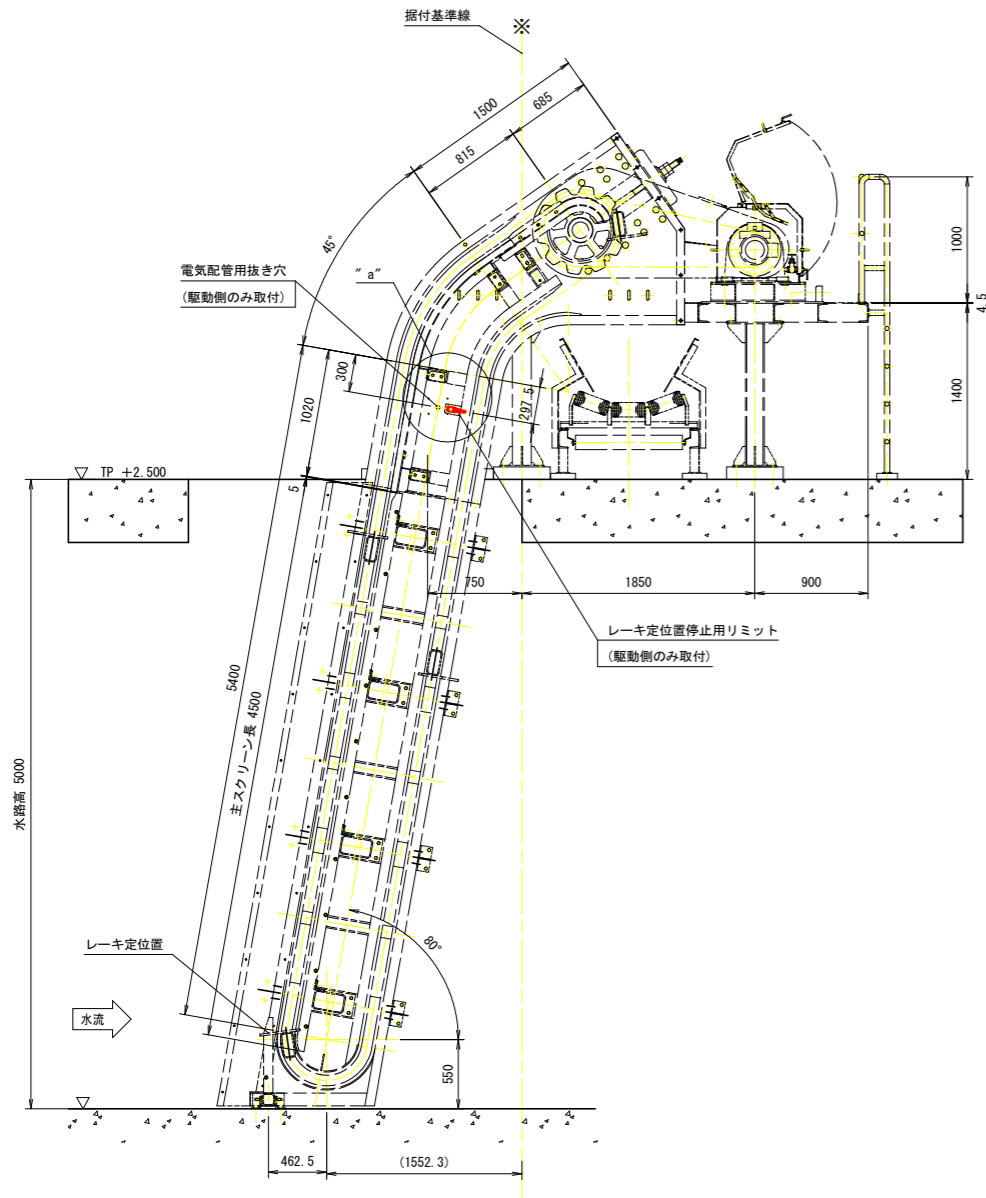 据付基準線
※
1500
685
815
45°
電気配管用抜き穴
(駆動側のみ取付)
"a"
1000
4.5
1400
300
1020
297.5
TP +2.500
5
750
1850
900
レーキ定位置停止用リミット
(駆動側のみ取付)
5400
主スクリーン長 4500
水路高 5000
80°
レーキ定位置
水流
550
462.5
(1552.3)